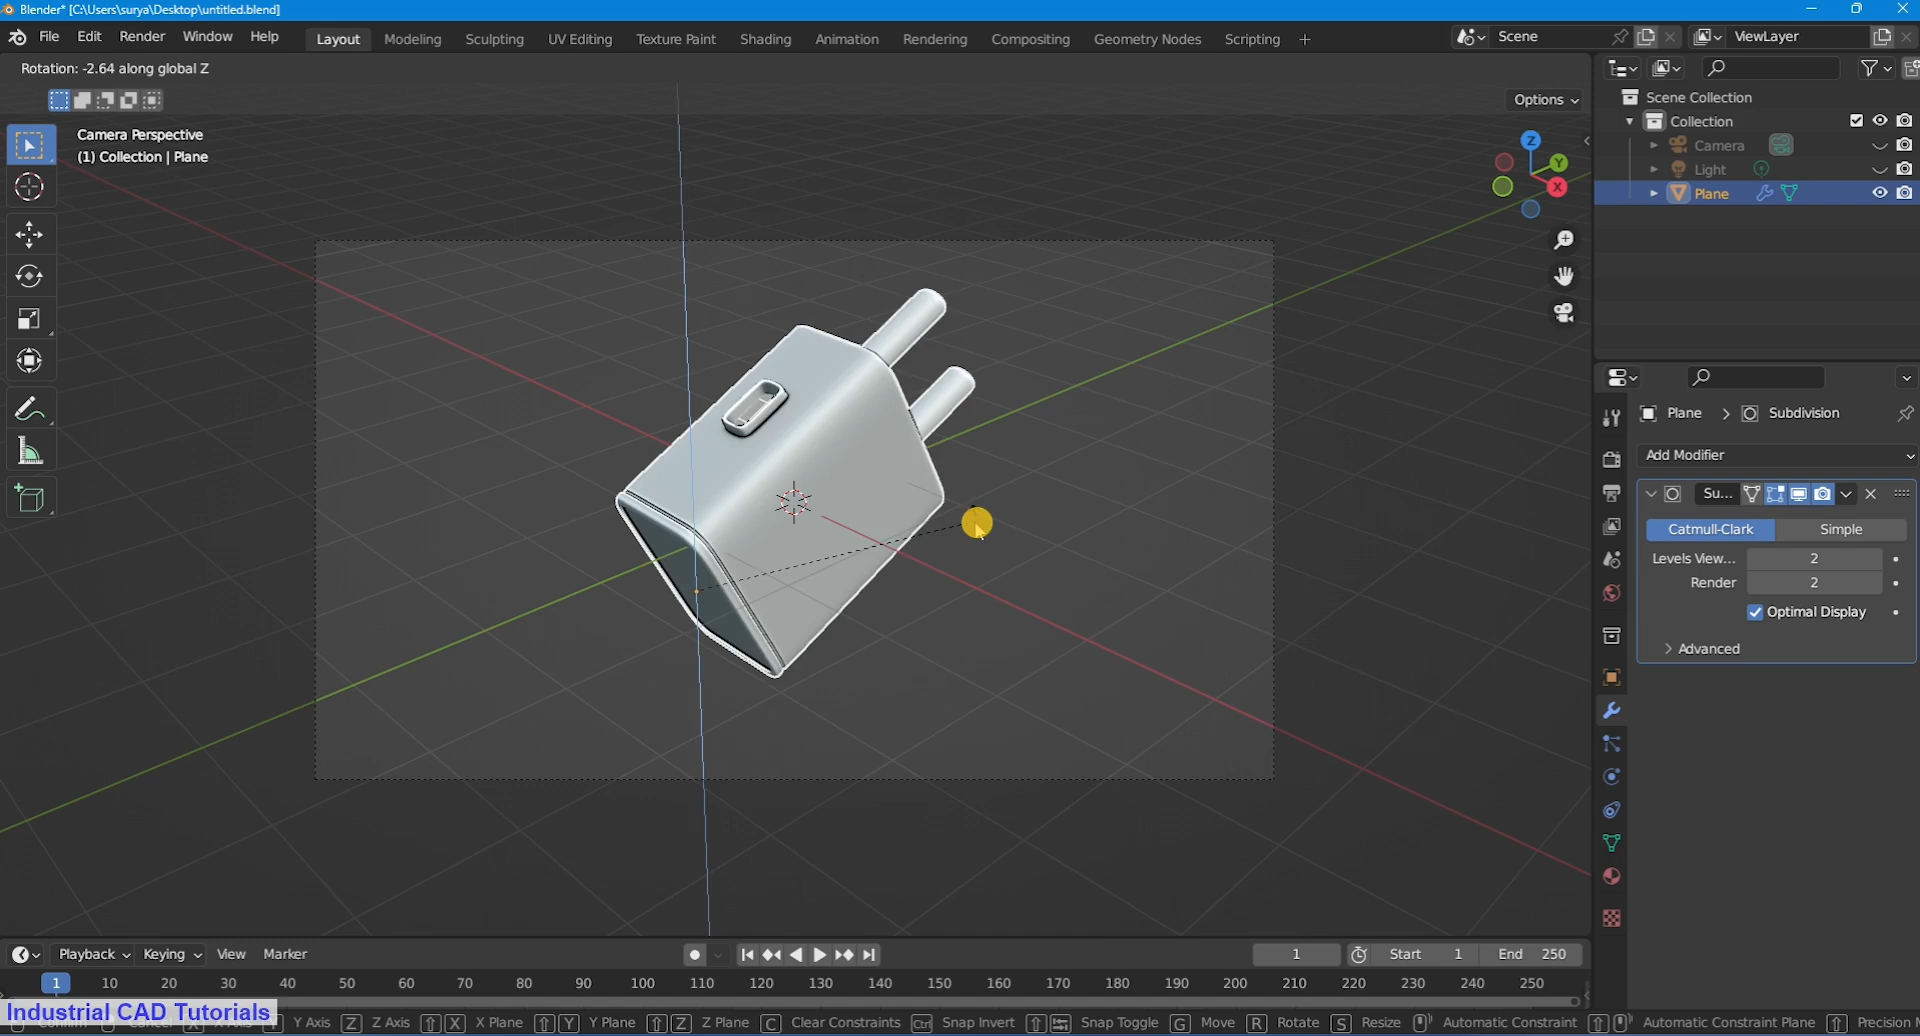 Blender* [C:\Users\surya\Desktop\untitled.blend]
File Edit Render Window Help
Layout Modeling Sculpting UV Editing Texture Paint Shading Animation Rendering Compositing Geometry Nodes Scripting +
Scene
ViewLayer
Rotation: -2.64 along global Z
Options
Camera Perspective
(1) Collection | Plane
Z
Y
X
Scene Collection
Collection
Camera
Light
Plane
Plane > Subdivision
Add Modifier
Su...
Catmull-Clark Simple
Levels View... 2
Render 2
Optimal Display
> Advanced
Playback Keying View Marker
1 Start 1 End 250
1 10 20 30 40 50 60 70 80 90 100 110 120 130 140 150 160 170 180 190 200 210 220 230 240 250
Industrial CAD Tutorials
Y Axis Z Z Axis X X Plane Y Y Plane Z Z Plane C Clear Constraints Ctrl Snap Invert Snap Toggle G Move R Rotate S Resize Automatic Constraint Automatic Constraint Plane Precision